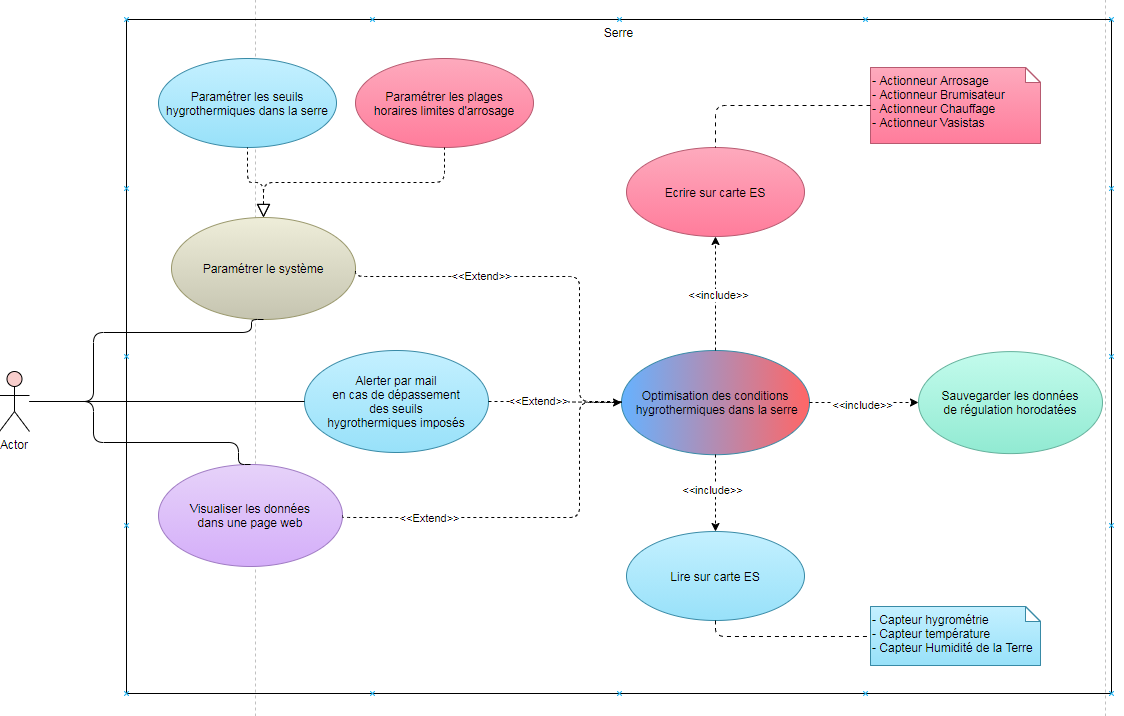 Serre
Paramétrer les seuils
hygrothermiques dans la serre
Paramétrer les plages
horaires limites d'arrosage
- Actionneur Arrosage
- Actionneur Brumisateur
- Actionneur Chauffage
- Actionneur Vasistas
Ecrire sur carte ES
Paramétrer le système
<<Extend>>
<<include>>
Alerter par mail
en cas de dépassement
des seuils
hygrothermiques imposés
<<Extend>>
Optimisation des conditions
hygrothermiques dans la serre
<<include>>
Sauvegarder les données
de régulation horodatées
Actor
<<include>>
Visualiser les données
dans une page web
<<Extend>>
Lire sur carte ES
- Capteur hygrométrie
- Capteur température
- Capteur Humidité de la Terre